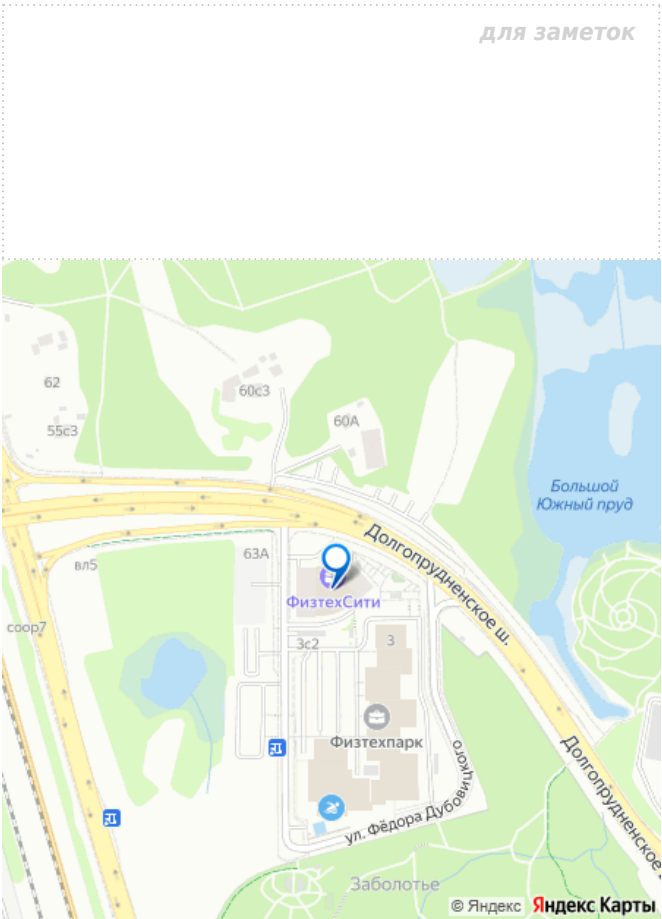 для заметок
62
60с3
60А
55с3
Большой
Южный пруд
Долгопрудненское ш.
63А
вл5
ФизтехСити
соор7
3с2
3
Физтехпарк
Долгопрудненское
ул. Фёдора Дубовицкого
Заболотье
© Яндекс Яндекс Карты